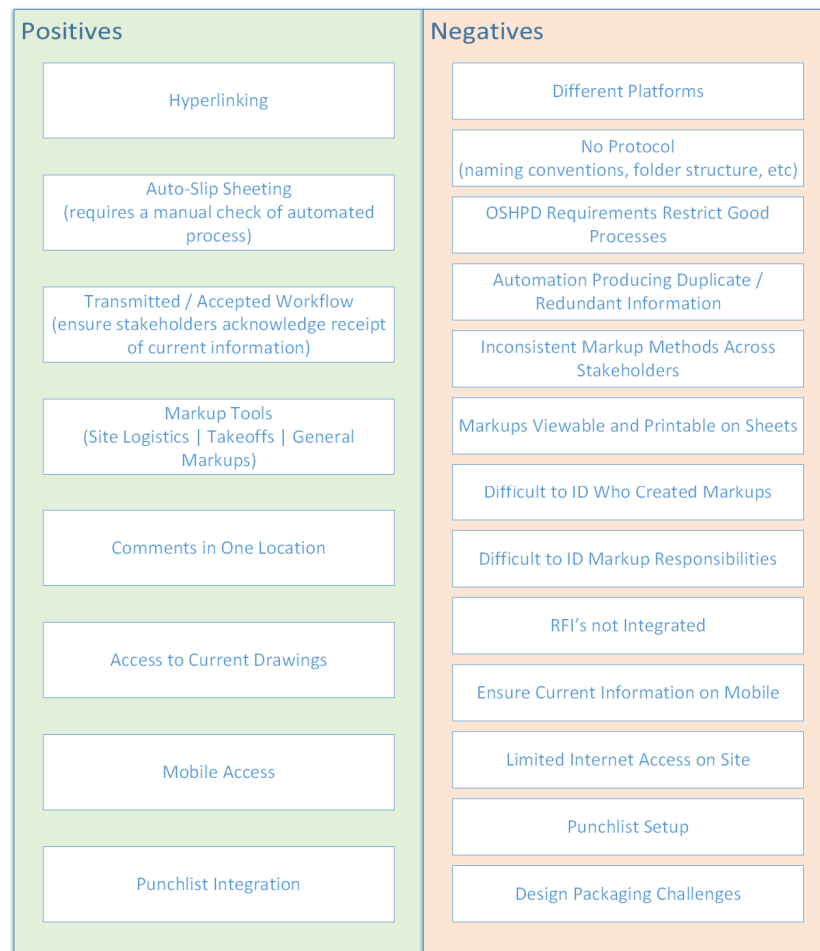 Positives
Hyperlinking
Auto-Slip Sheeting
(requires a manual check of automated
process)
Transmitted / Accepted Workflow
(ensure stakeholders acknowledge receipt
of current information)
Markup Tools
(Site Logistics | Takeoffs | General
Markups)
Comments in One Location
Access to Current Drawings
Mobile Access
Punchlist Integration
Negatives
Different Platforms
No Protocol
(naming conventions, folder structure, etc)
OSHPD Requirements Restrict Good
Processes
Automation Producing Duplicate /
Redundant Information
Inconsistent Markup Methods Across
Stakeholders
Markups Viewable and Printable on Sheets
Difficult to ID Who Created Markups
Difficult to ID Markup Responsibilities
RFI's not Integrated
Ensure Current Information on Mobile
Limited Internet Access on Site
Punchlist Setup
Design Packaging Challenges